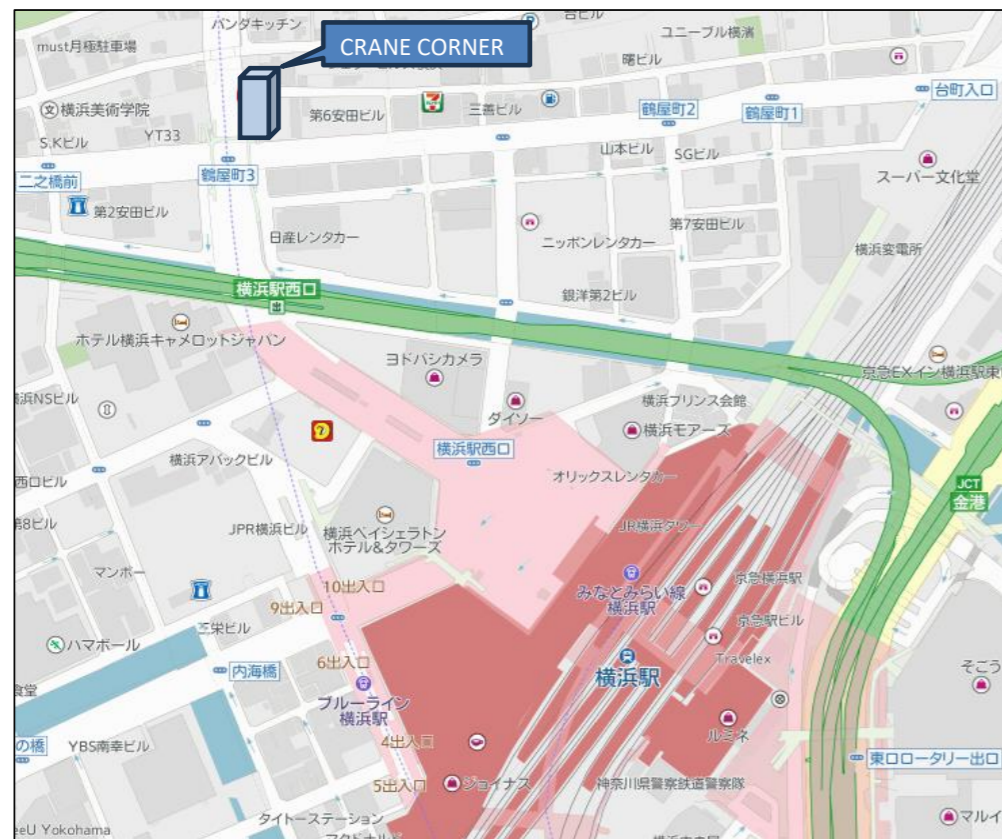 パンダキッチン
台ビル
ユニーブル横濱
must月極駐車場
CRANE CORNER
曙ビル
台町入口
横浜美術学院
第6安田ビル
三善ビル
鶴屋町2
鶴屋町1
S.Kビル
YT33
山本ビル
SGビル
二之橋前
鶴屋町3
スーパー文化堂
第2安田ビル
日産レンタカー
第7安田ビル
ニッポンレンタカー
横浜変電所
横浜駅西口
出
銀洋第2ビル
ホテル横浜キャメロットジャパン
ヨドバシカメラ
京急EXイン横浜駅東
浜NSビル
ダイソー
横浜プリンス会館
横浜モアーズ
横浜駅西口
横浜アバックビル
西口ビル
オリックスレンタカー
JCT
金港
第8ビル
JPR横浜ビル
横浜ベイシェラトン
ホテル&タワーズ
JR横浜タワー
マンボー
10出入口
みなとみらい線
横浜駅
京急横浜駅
9出入口
京急駅ビル
三栄ビル
ハマボール
6出入口
Travelex
内海橋
横浜駅
そごう
食堂
ブルーライン
横浜駅
ルミネ
の橋
YBS南幸ビル
4出入口
東口ロータリー出口
5出入口
ジョイナス
神奈川県警察鉄道警察隊
タイトーステーション
マルイ
eeU Yokohama